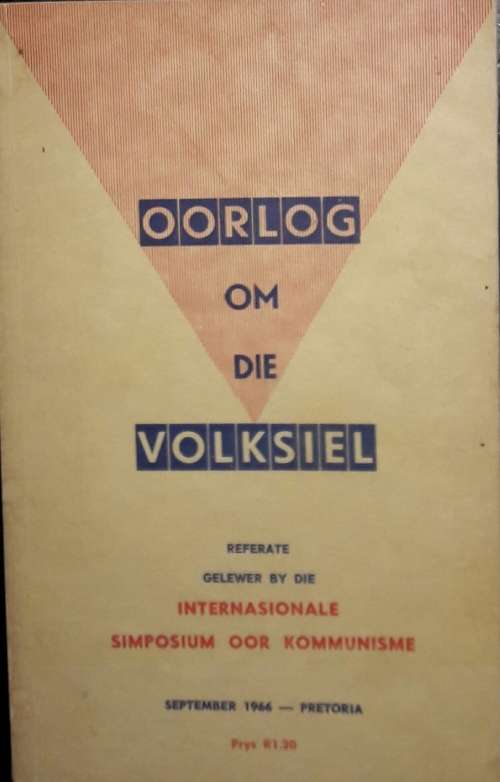 OORLOG
OM
DIE
VOLKSIEL
REFERATE
GELEWER BY DIE
INTERNASIONALE
SIMPOSIUM OOR KOMMUNISME
SEPTEMBER 1966 — PRETORIA
Prys R1.20